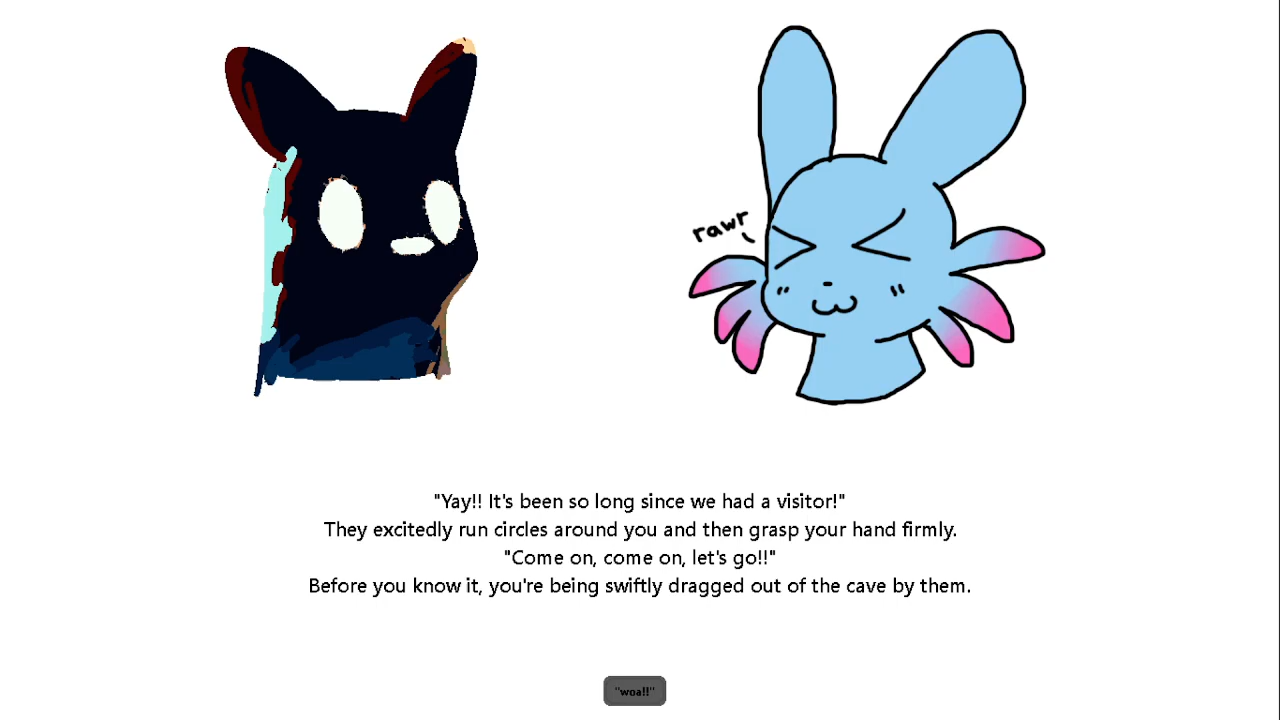 rawr
"Yay!! It's been so long since we had a visitor!"
They excitedly run circles around you and then grasp your hand firmly.
"Come on, come on, let's go!!"
Before you know it, you're being swiftly dragged out of the cave by them.
"woa!!"